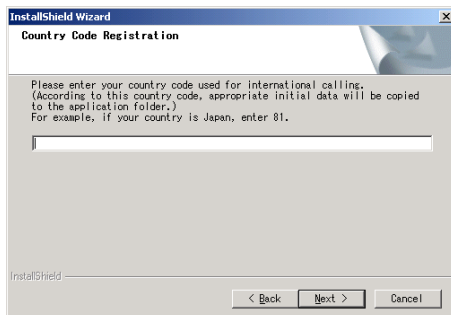 InstallShield Wizard
Country Code Registration
Please enter your country code used for international calling.
(According to this country code, appropriate initial data will be copied
to the application folder.)
For example, if your country is Japan, enter 81.
InstallShield
< Back Next > Cancel